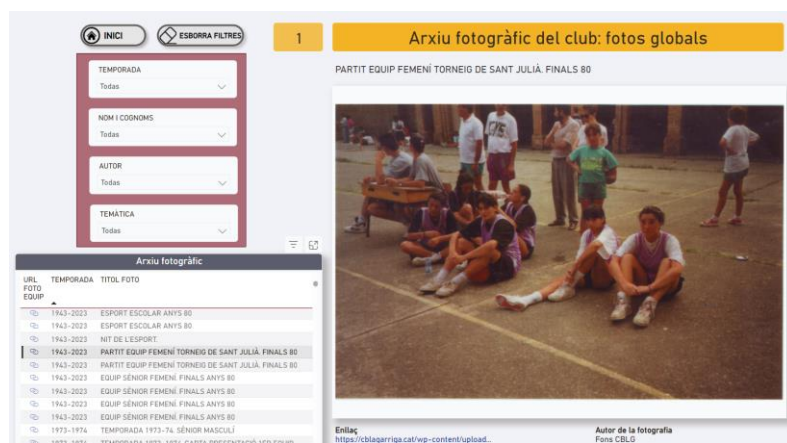 INICI
ESBORRA FILTRES
1
Arxiu fotogràfic del club: fotos globals
TEMPORADA
Todas
NOM I COGNOMS
Todas
AUTOR
Todas
TEMÀTICA
Todas
PARTIT EQUIP FEMENÍ TORNEIG DE SANT JULIÀ. FINALS 80
Arxiu fotogràfic
URL FOTO EQUIP TEMPORADA TITOL FOTO
1943-2023 ESPORT ESCOLAR ANYS 80
1943-2023 ESPORT ESCOLAR ANYS 80
1943-2023 NIT DE L'ESPORT.
1943-2023 PARTIT EQUIP FEMENÍ TORNEIG DE SANT JULIÀ. FINALS 80
1943-2023 PARTIT EQUIP FEMENÍ TORNEIG DE SANT JULIÀ. FINALS 80
1943-2023 EQUIP SÈNIOR FEMENÍ. FINALS ANYS 80
1943-2023 EQUIP SÈNIOR FEMENÍ. FINALS ANYS 80
1943-2023 EQUIP SÈNIOR FEMENÍ. FINALS ANYS 80
1943-2023 EQUIP SÈNIOR FEMENÍ. FINALS ANYS 80
1973-1974 TEMPORADA 1973-74. SÈNIOR MASCULÍ
Enllaç
https://cblagarriga.cat/wp-content/upload..
Autor de la fotografia
Fons CBLG